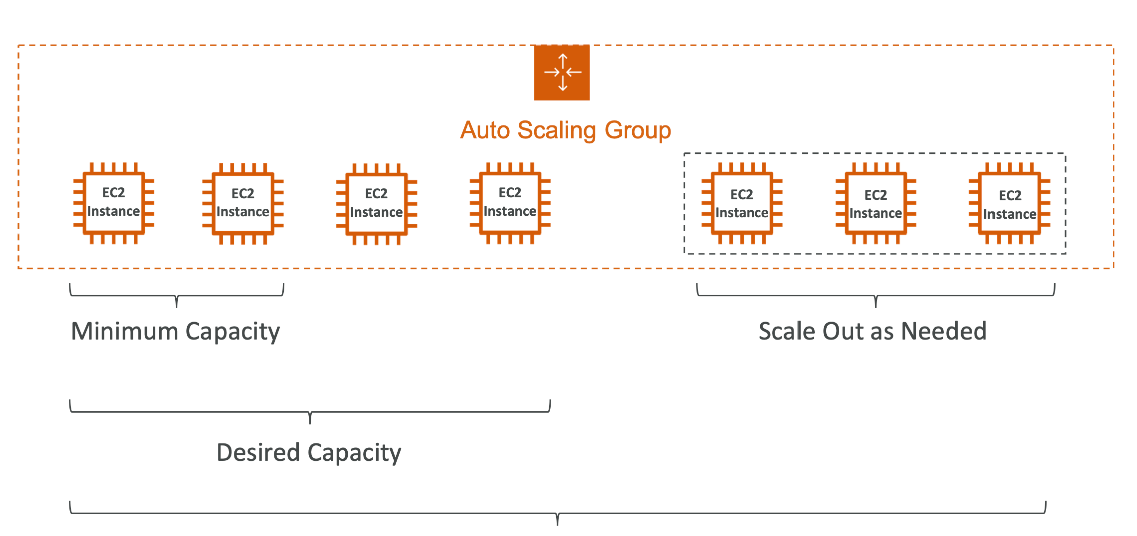 Auto Scaling Group
EC2
Instance
EC2
Instance
EC2
Instance
EC2
Instance
EC2
Instance
EC2
Instance
EC2
Instance
Minimum Capacity
Scale Out as Needed
Desired Capacity